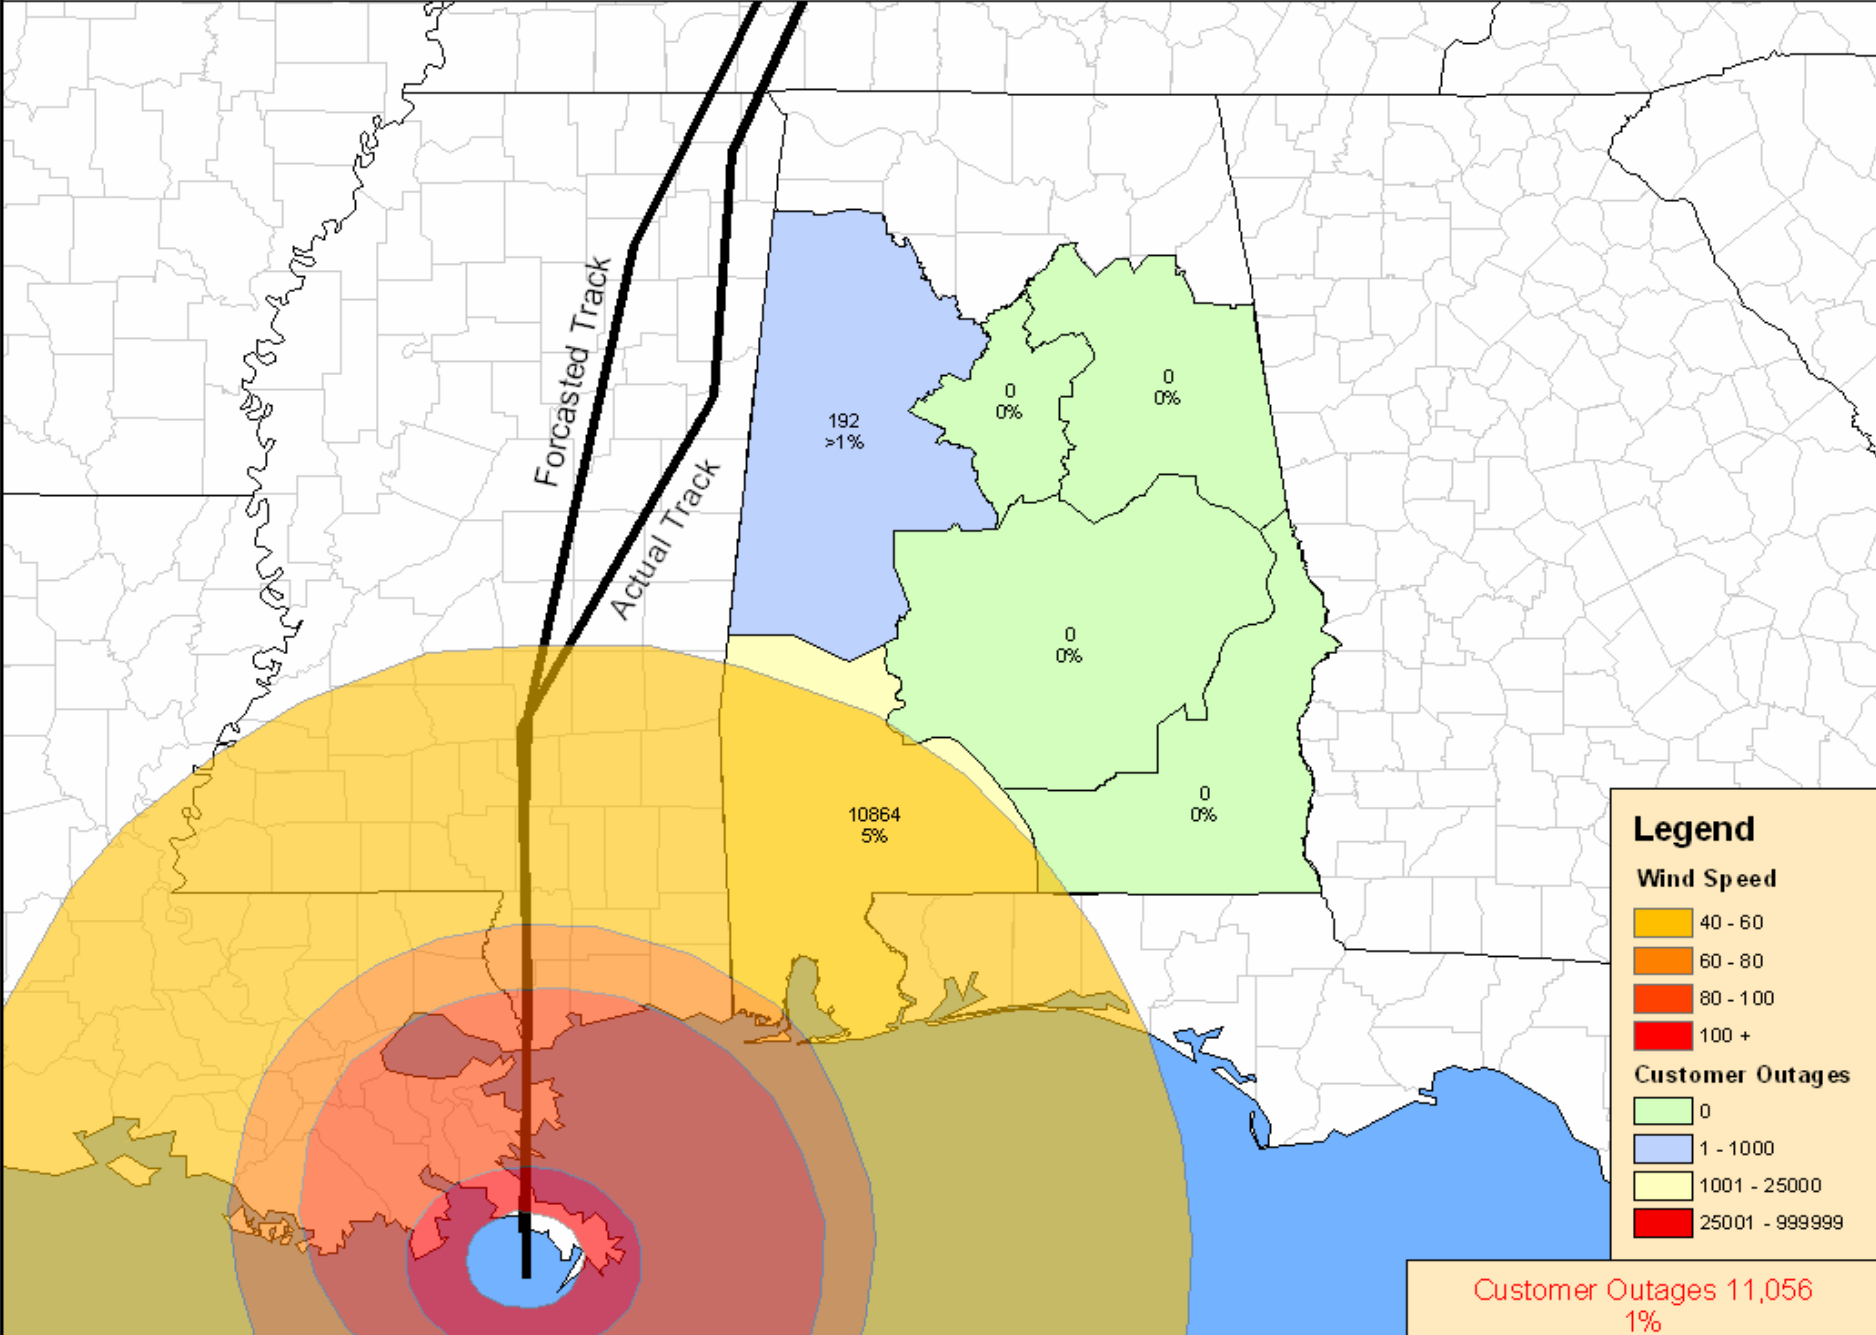 Forcasted Track
Actual Track
192
>1%
0
0%
0
0%
0
0%
10864
5%
0
0%
Legend
Wind Speed
40 - 60
60 - 80
80 - 100
100 +
Customer Outages
0
1 - 1000
1001 - 25000
25001 - 999999
Customer Outages 11,056
1%